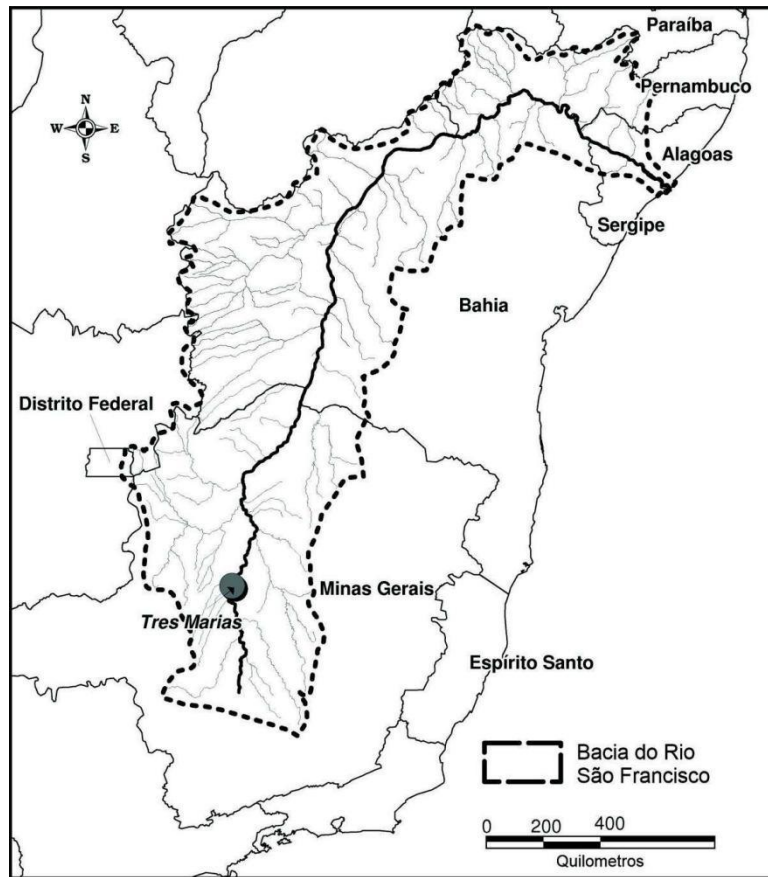 Paraíba
N
W E
S
Pernambuco
Alagoas
Sergipe
Bahia
Distrito Federal
Minas Gerais
Tres Marias
Espírito Santo
Bacia do Rio
São Francisco
0 200 400
Quilometros